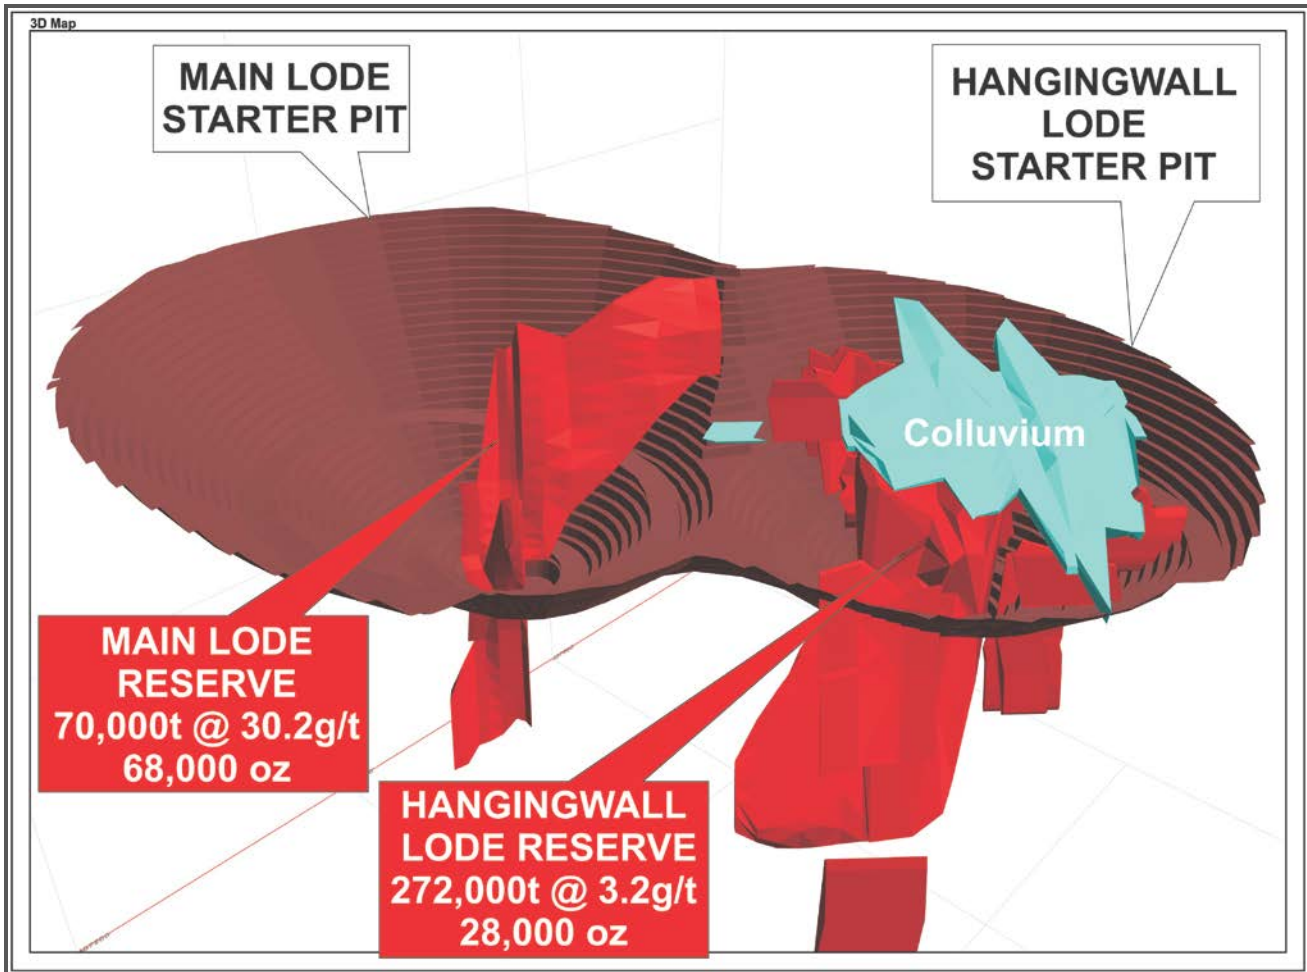 3D Map
MAIN LODE
STARTER PIT
HANGINGWALL
LODE
STARTER PIT
Colluvium
MAIN LODE
RESERVE
70,000t @ 30.2g/t
68,000 oz
HANGINGWALL
LODE RESERVE
272,000t @ 3.2g/t
28,000 oz